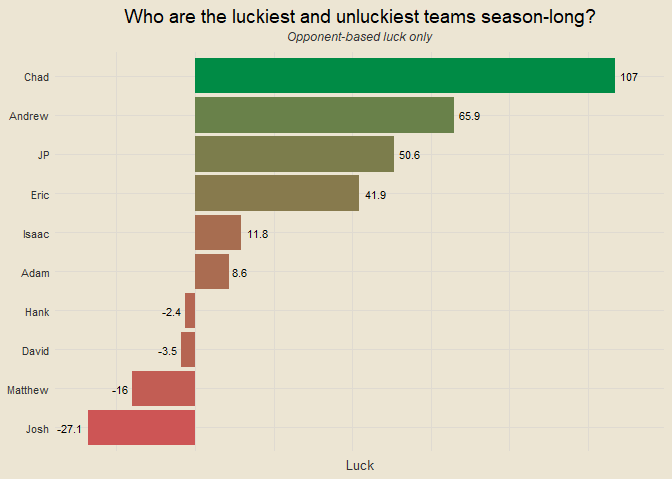 Who are the luckiest and unluckiest teams season-long?
Opponent-based luck only
Chad 107
Andrew 65.9
JP 50.6
Eric 41.9
Isaac 11.8
Adam 8.6
Hank -2.4
David -3.5
Matthew -16
Josh -27.1
Luck